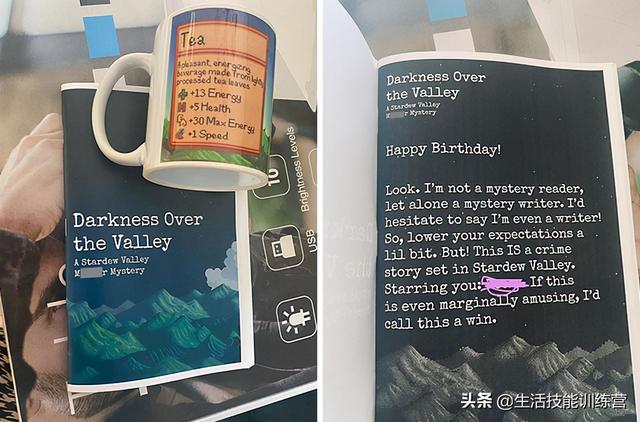 Tea
A pleasant, energizing
beverage made from lightly
processed tea leaves.
+13 Energy
+5 Health
+30 Max Energy
+1 Speed
Darkness Over
the Valley
A Stardew Valley
Mystery
Brightness Levels
10
USB
Darkness Over
the Valley
A Stardew Valley
Mystery
Happy Birthday!
Look. I'm not a mystery reader,
let alone a mystery writer. I'd
hesitate to say I'm even a writer!
So, lower your expectations a
lil bit. But! This IS a crime
story set in Stardew Valley.
Starring you: If this
is even marginally amusing, I'd
call this a win.
头条 @生活技能训练营